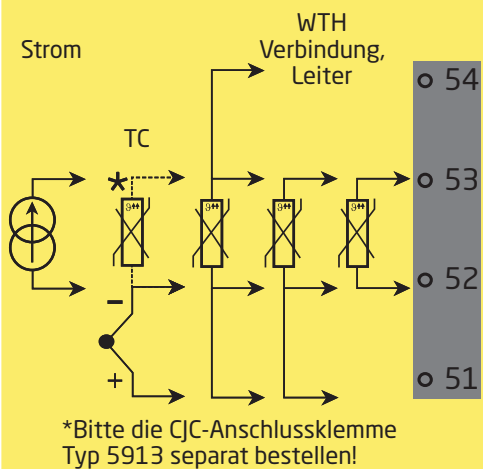 Strom
WTH
Verbindung,
Leiter
TC
*
ϑ
ϑ
ϑ
ϑ
−
+
54
53
52
51
*Bitte die CJC-Anschlussklemme
Typ 5913 separat bestellen!